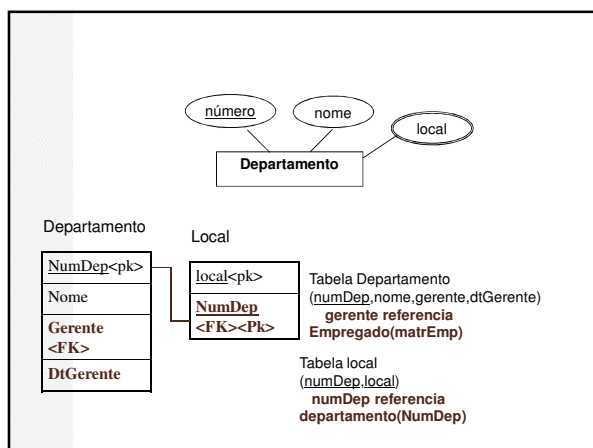 número
nome
local
Departamento
Departamento
NumDep<pk>
Nome
Gerente
<FK>
DtGerente
Local
local<pk>
NumDep
<FK><Pk>
Tabela Departamento
(numDep,nome,gerente,dtGerente)
gerente referencia
Empregado(matrEmp)
Tabela local
(numDep,local)
numDep referencia
departamento(NumDep)